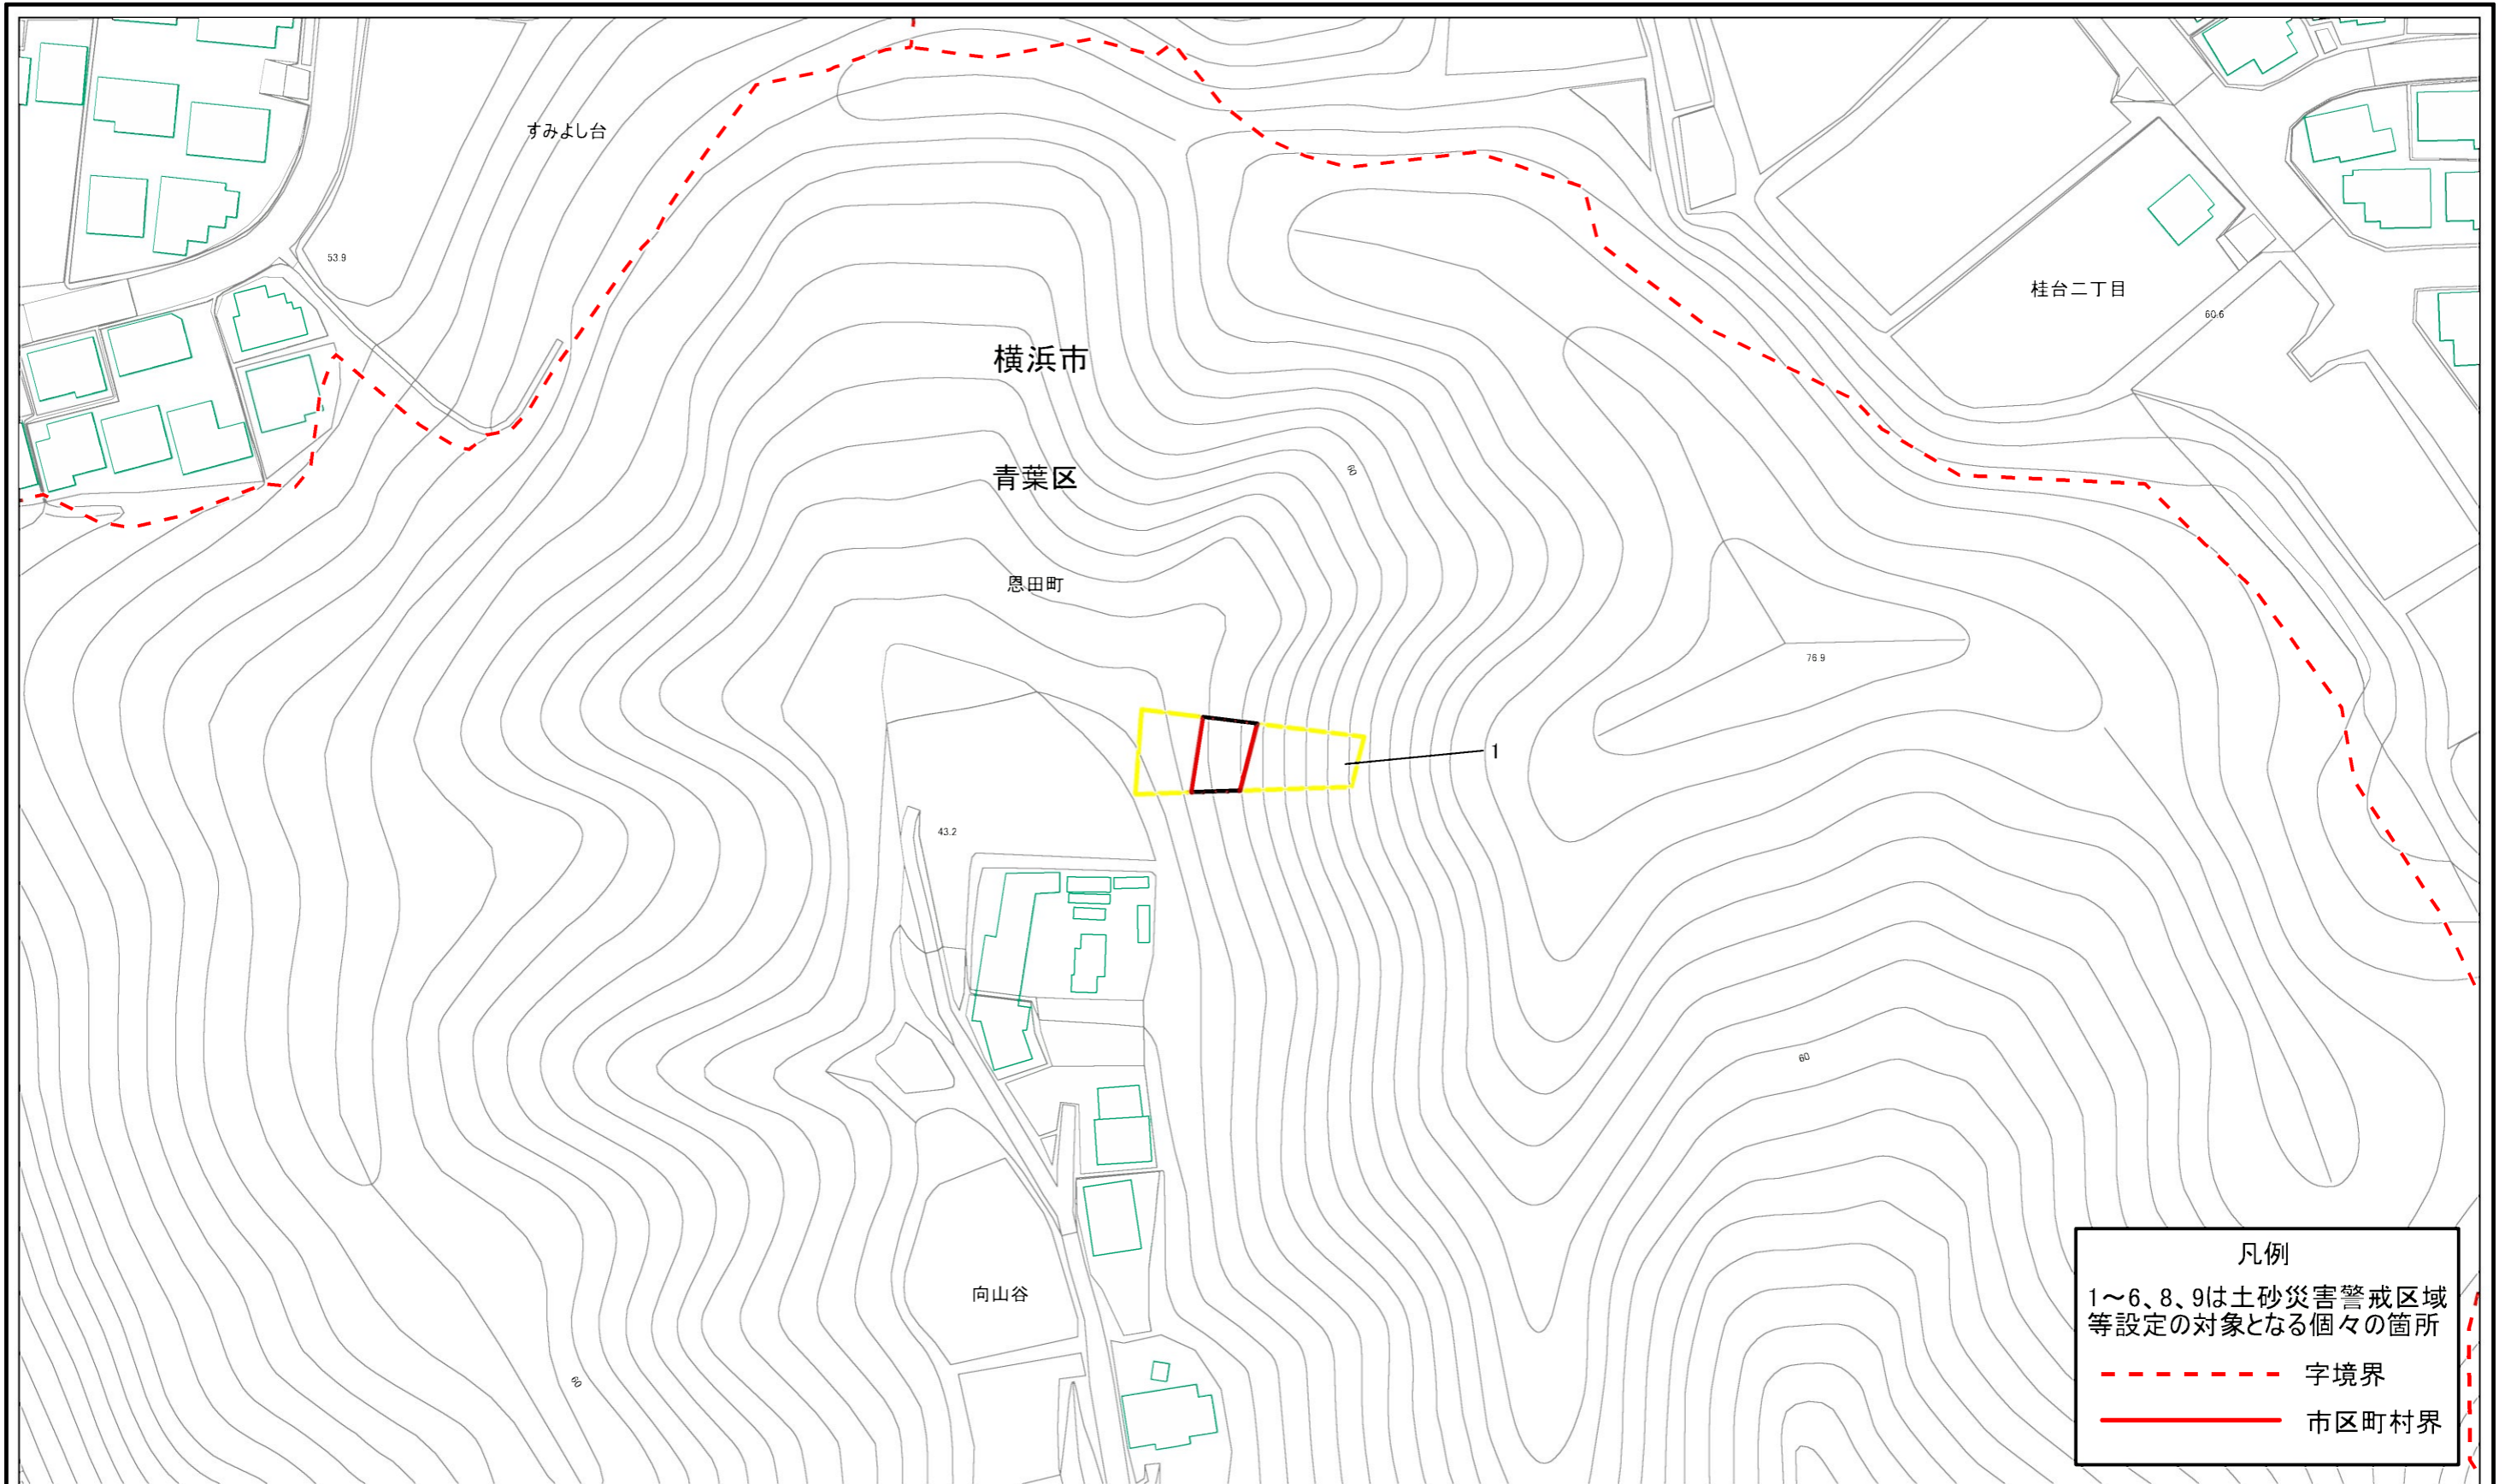 すみよし台
53.9
桂台二丁目
60.6
横浜市
青葉区
60
恩田町
76.9
1
43.2
60
向山谷
60
凡例
1～6、8、9は土砂災害警戒区域
等設定の対象となる個々の箇所
字境界
市区町村界